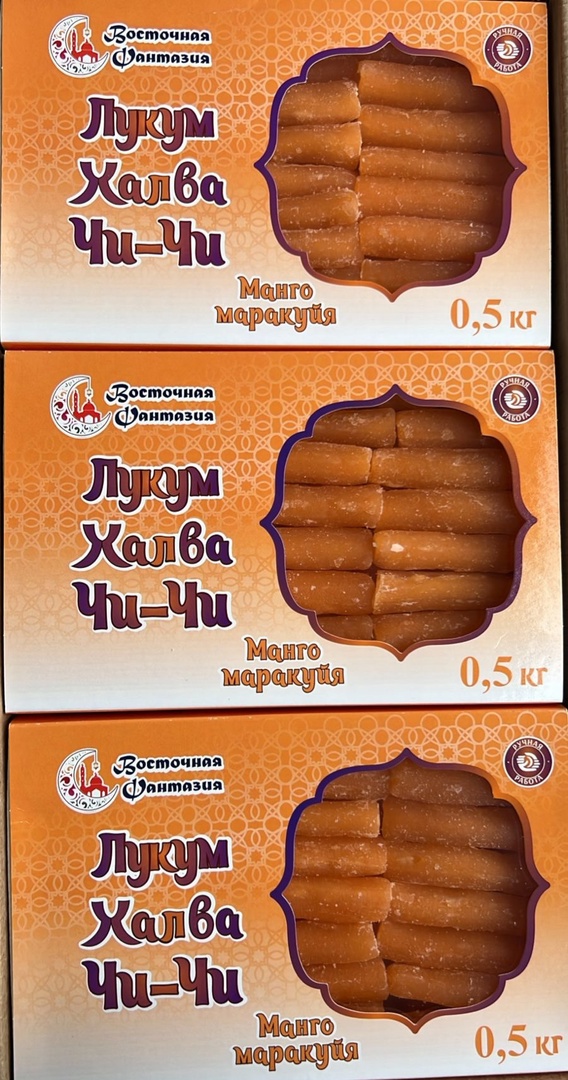 Восточная
Фантазия
РУЧНАЯ
РАБОТА
Лукум
Халва
Чи-Чи
Манго
маракуйя
0,5 кг
Восточная
Фантазия
РУЧНАЯ
РАБОТА
Лукум
Халва
Чи-Чи
Манго
маракуйя
0,5 кг
Восточная
Фантазия
РУЧНАЯ
РАБОТА
Лукум
Халва
Чи-Чи
Манго
маракуйя
0,5 кг